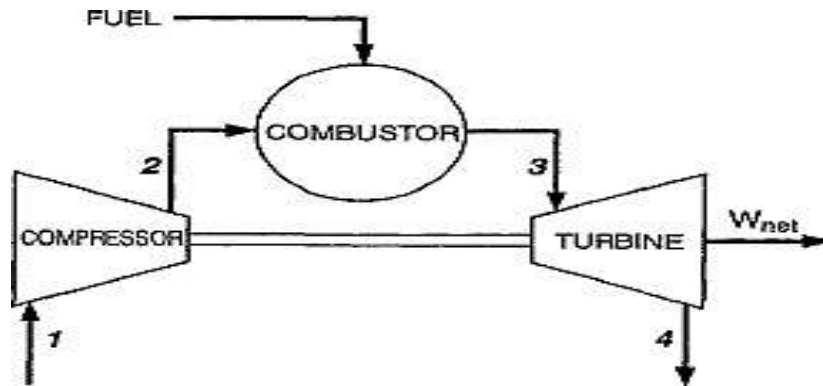 FUEL
COMBUSTOR
2
3
COMPRESSOR
TURBINE
Wnet
1
4